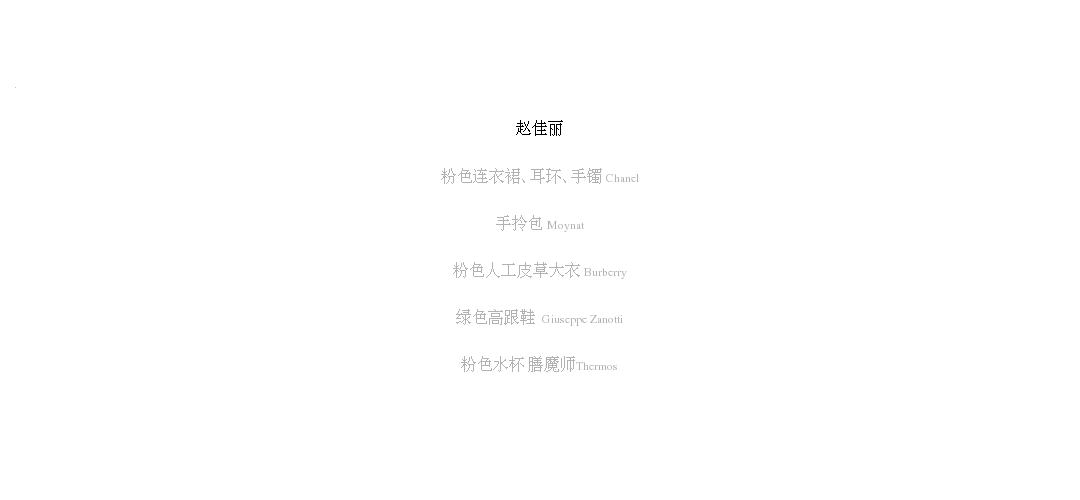 赵佳丽
粉色连衣裙、耳环、手镯 Chanel
手拎包 Moynat
粉色人工皮草大衣 Burberry
绿色高跟鞋 Giuseppe Zanotti
粉色水杯 膳魔师Thermos